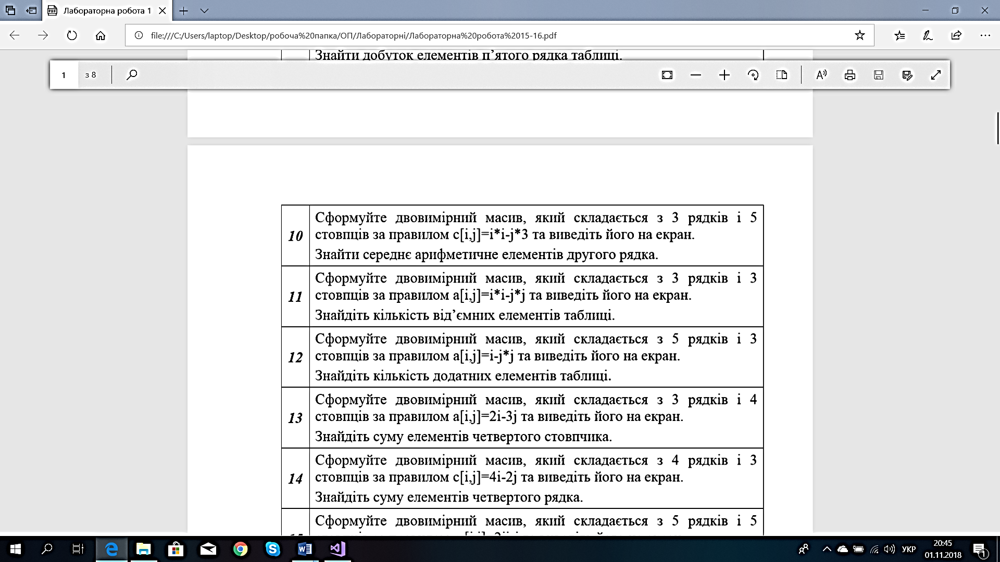 Лабораторна робота 1
file:///C:/Users/laptop/Desktop/робоча%20папка/ОП/Лабораторні/Лабораторна%20робота%2015-16.pdf
Знайти добуток елементів п’ятого рядка таблиці.
1 з 8
10
Сформуйте двовимірний масив, який складається з 3 рядків і 5
стовпців за правилом c[i,j]=i*i-j*3 та виведіть його на екран.
Знайти середнє арифметичне елементів другого рядка.
11
Сформуйте двовимірний масив, який складається з 3 рядків і 3
стовпців за правилом a[i,j]=i*i-j*j та виведіть його на екран.
Знайдіть кількість від’ємних елементів таблиці.
12
Сформуйте двовимірний масив, який складається з 5 рядків і 3
стовпців за правилом a[i,j]=i-j*j та виведіть його на екран.
Знайдіть кількість додатних елементів таблиці.
13
Сформуйте двовимірний масив, який складається з 3 рядків і 4
стовпців за правилом a[i,j]=2i-3j та виведіть його на екран.
Знайдіть суму елементів четвертого стовпчика.
14
Сформуйте двовимірний масив, який складається з 4 рядків і 3
стовпців за правилом c[i,j]=4i-2j та виведіть його на екран.
Знайдіть суму елементів четвертого рядка.
Сформуйте двовимірний масив, який складається з 5 рядків і 5
УКР
20:45
01.11.2018
1